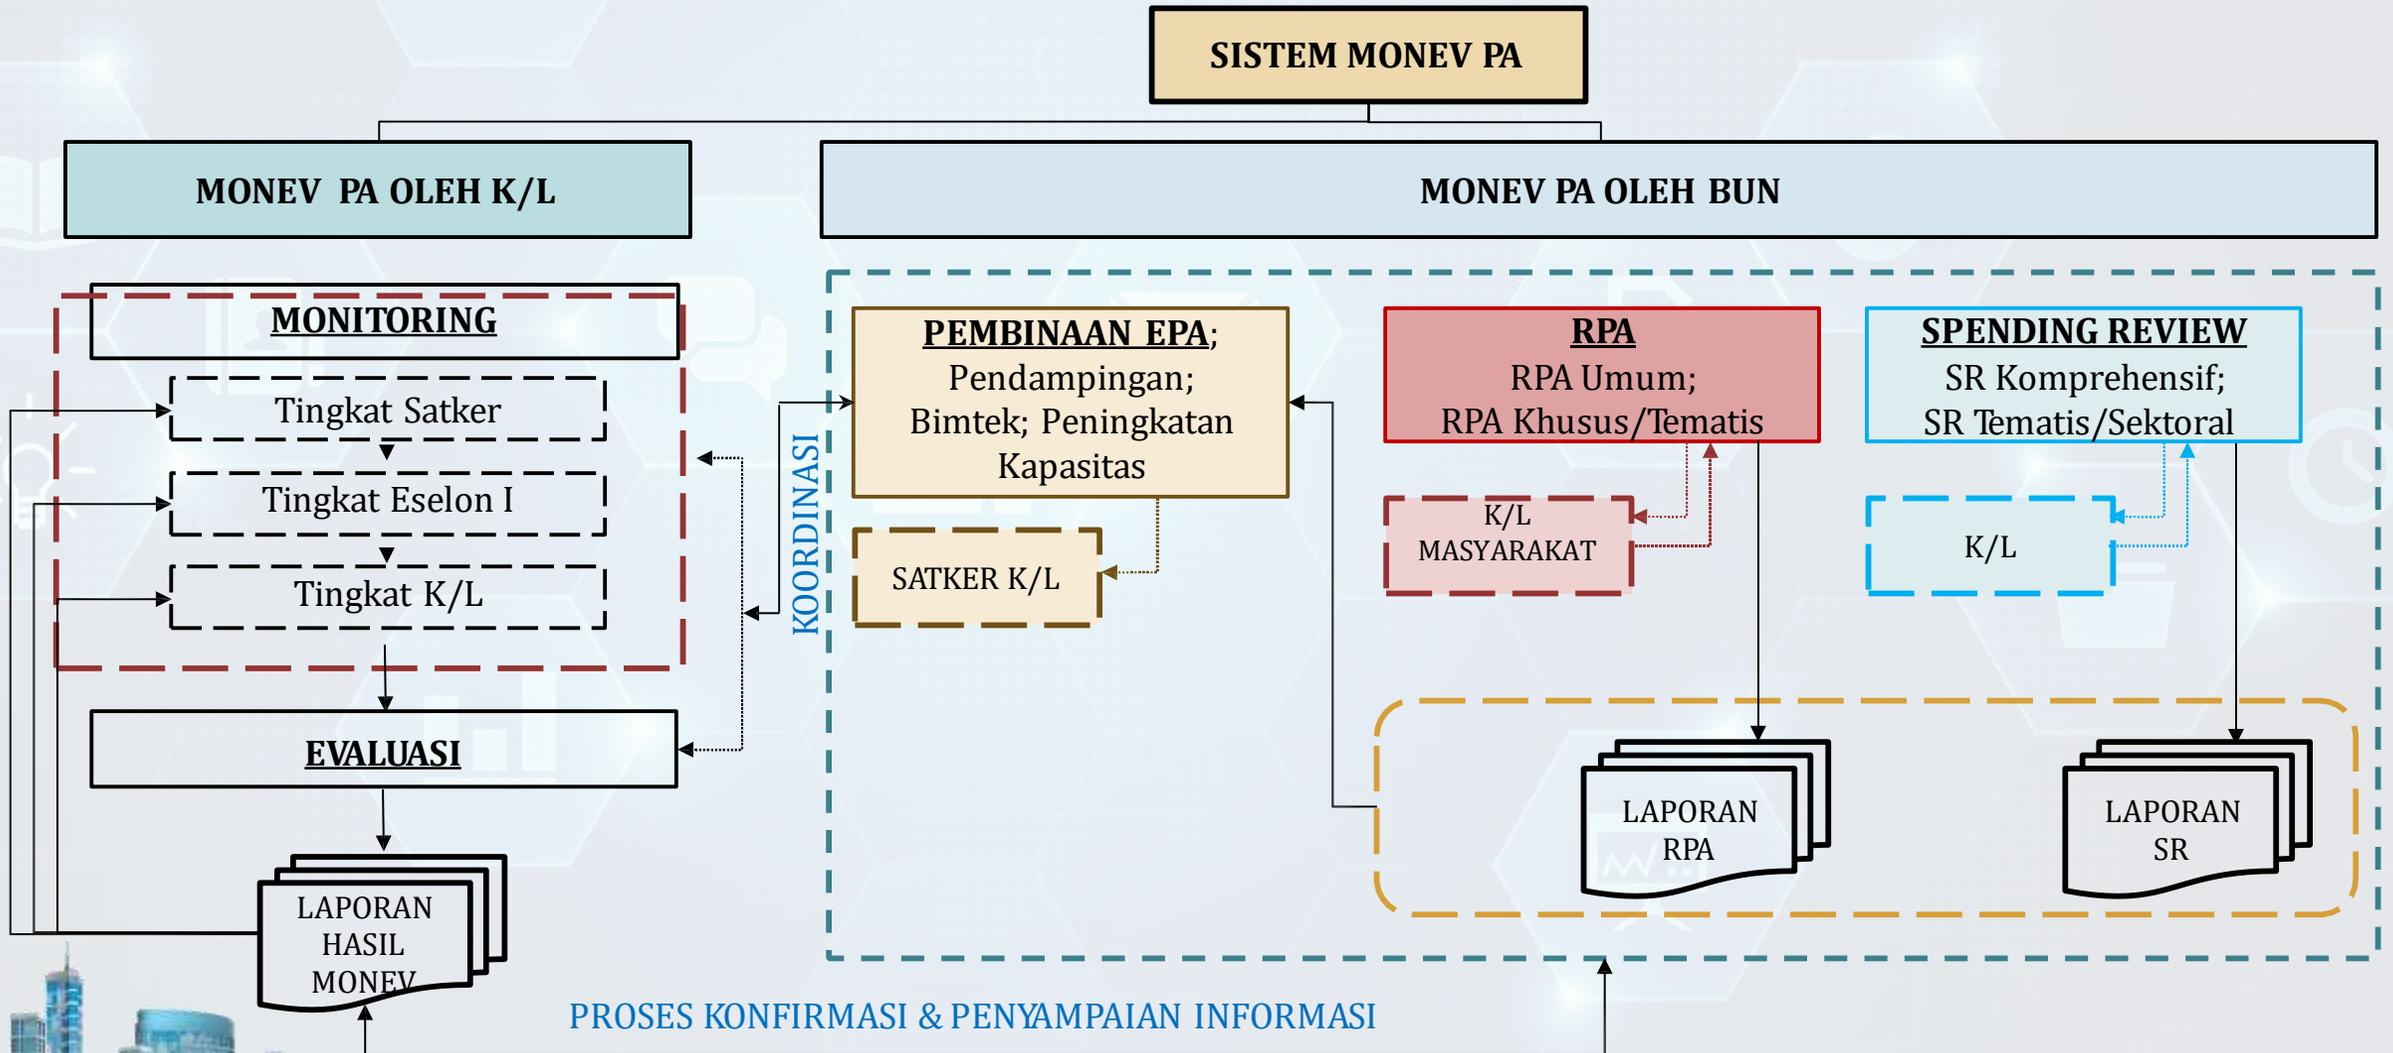 SISTEM MONEV PA
MONEV PA OLEH K/L
MONEV PA OLEH BUN
MONITORING
Tingkat Satker
Tingkat Eselon I
Tingkat K/L
EVALUASI
LAPORAN
HASIL
MONEV
KOORDINASI
PEMBINAAN EPA;
Pendampingan;
Bimtek; Peningkatan
Kapasitas
SATKER K/L
RPA
RPA Umum;
RPA Khusus/Tematis
K/L
MASYARAKAT
SPENDING REVIEW
SR Komprehensif;
SR Tematis/Sektoral
K/L
LAPORAN
RPA
LAPORAN
SR
PROSES KONFIRMASI & PENYAMPAIAN INFORMASI